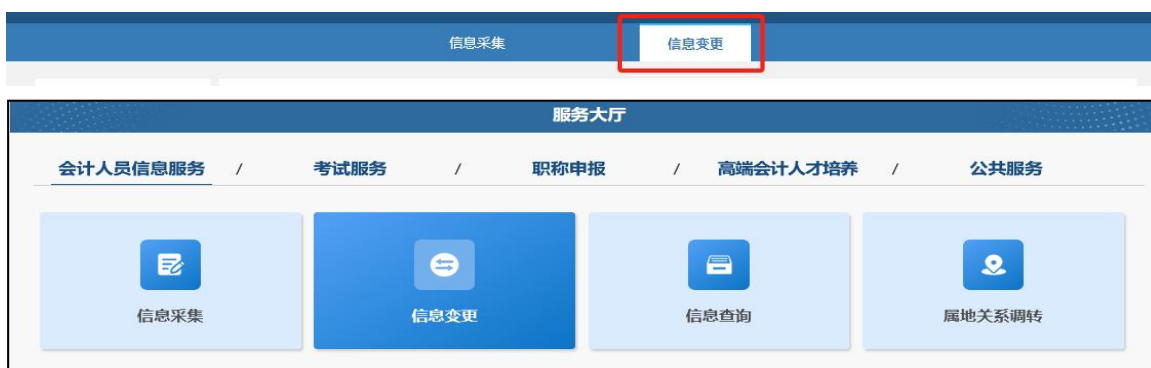 信息采集 信息变更
服务大厅
会计人员信息服务 / 考试服务 / 职称申报 / 高端会计人才培养 / 公共服务
信息采集 信息变更 信息查询 属地关系调转